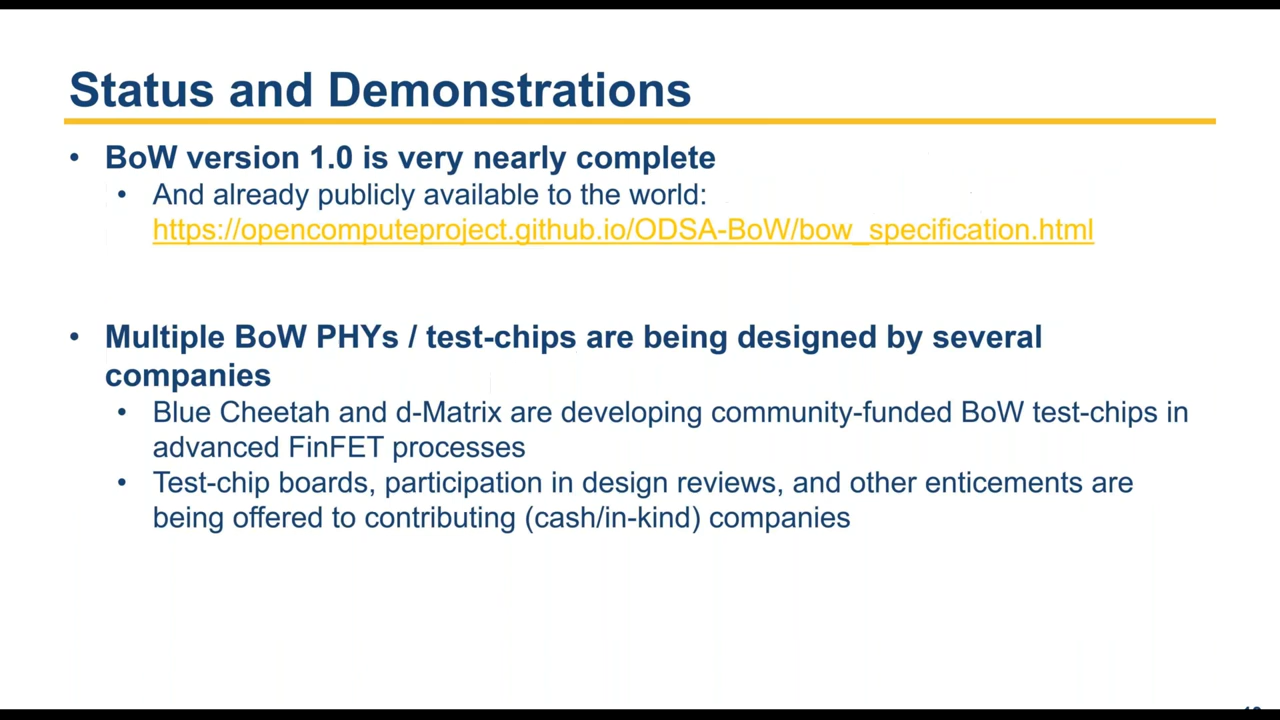 Status and Demonstrations
• BoW version 1.0 is very nearly complete
• And already publicly available to the world:
https://opencomputeproject.github.io/ODSA-BoW/bow_specification.html
• Multiple BoW PHYs / test-chips are being designed by several
companies
• Blue Cheetah and d-Matrix are developing community-funded BoW test-chips in
advanced FinFET processes
• Test-chip boards, participation in design reviews, and other enticements are
being offered to contributing (cash/in-kind) companies